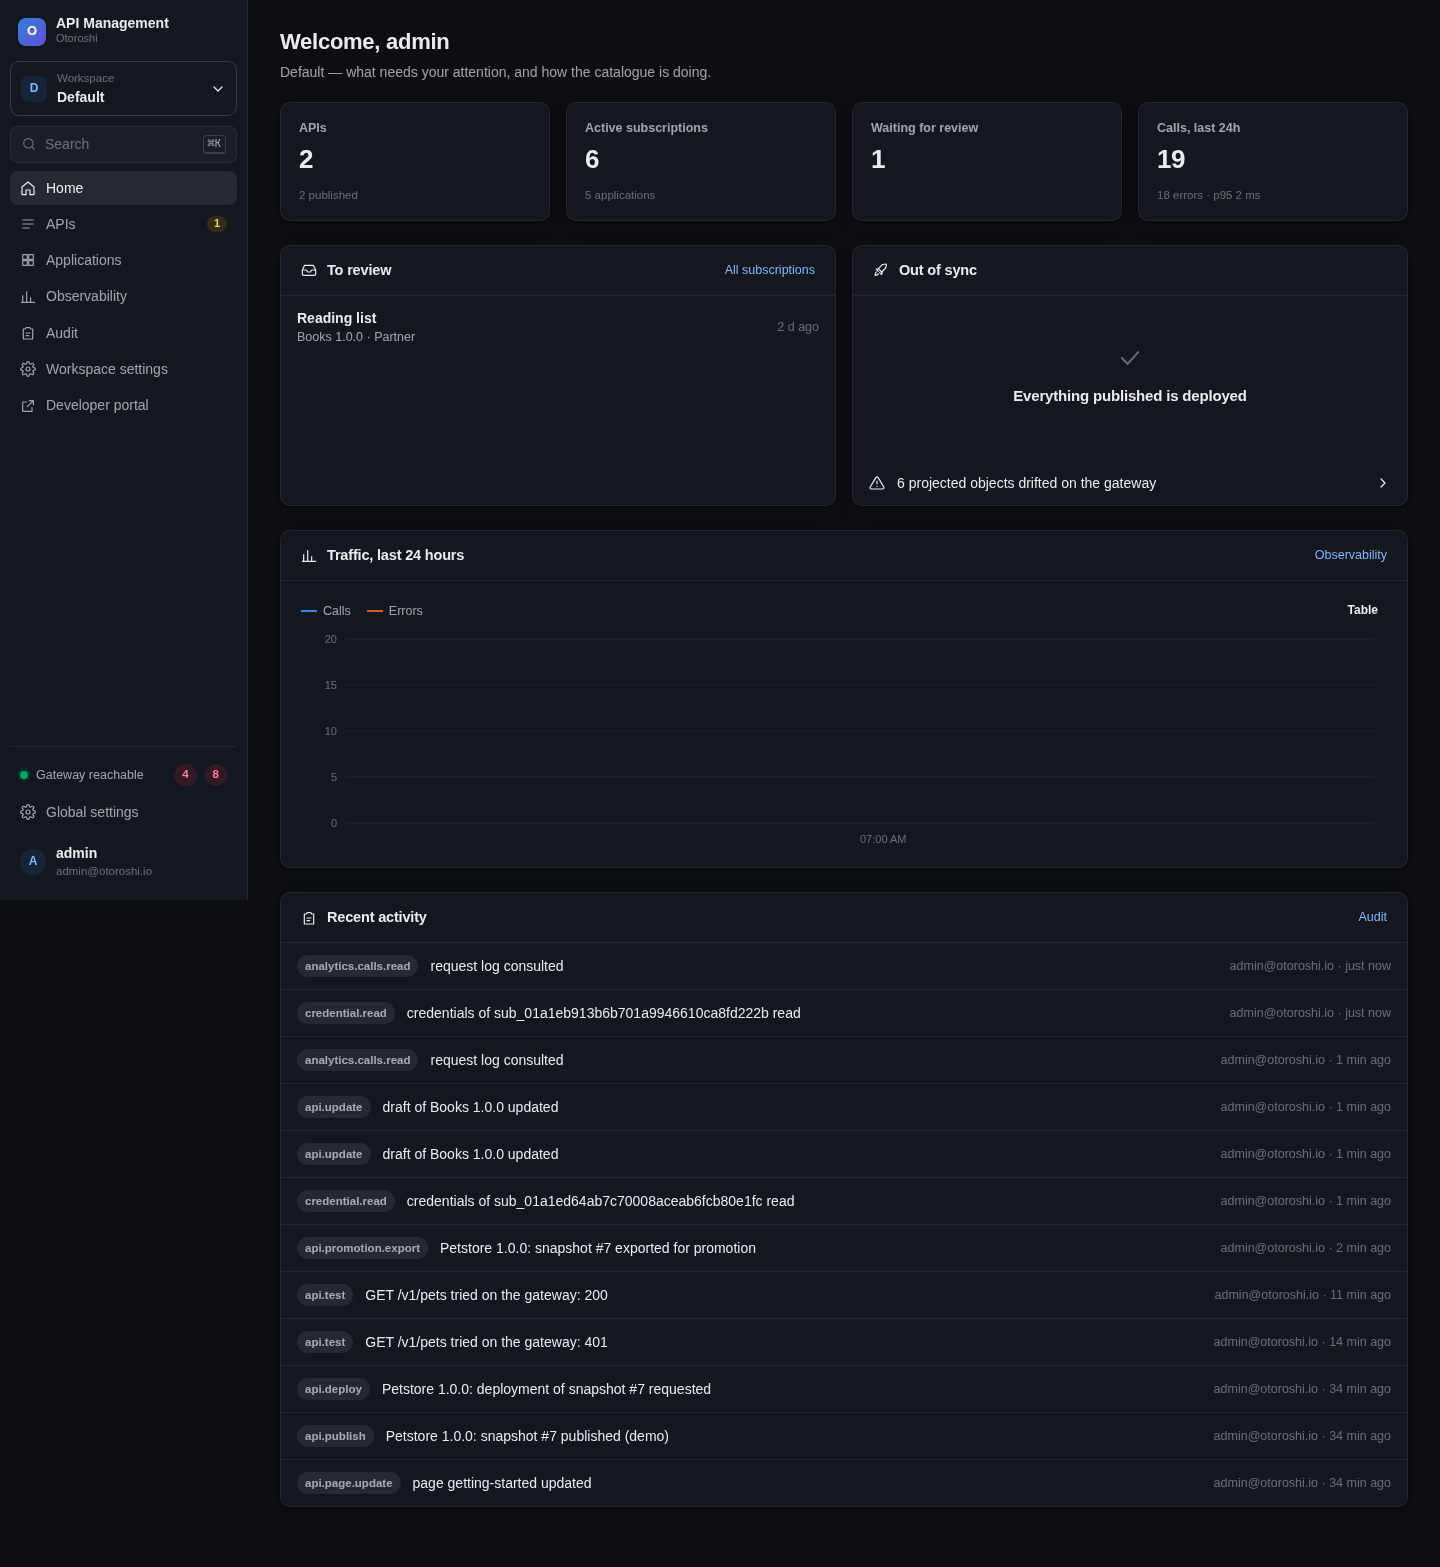 O
API Management
Otoroshi
D
Workspace
Default
Search
⌘K
Home
APIs
1
Applications
Observability
Audit
Workspace settings
Developer portal
Gateway reachable
4
8
Global settings
A
admin
admin@otoroshi.io
Welcome, admin
Default — what needs your attention, and how the catalogue is doing.
APIs
2
2 published
Active subscriptions
6
5 applications
Waiting for review
1
Calls, last 24h
19
18 errors · p95 2 ms
To review
All subscriptions
Reading list
Books 1.0.0 · Partner
2 d ago
Out of sync
Everything published is deployed
6 projected objects drifted on the gateway
Traffic, last 24 hours
Observability
Calls
Errors
Table
20
15
10
5
0
07:00 AM
Recent activity
Audit
analytics.calls.read request log consulted admin@otoroshi.io · just now
credential.read credentials of sub_01a1eb913b6b701a9946610ca8fd222b read admin@otoroshi.io · just now
analytics.calls.read request log consulted admin@otoroshi.io · 1 min ago
api.update draft of Books 1.0.0 updated admin@otoroshi.io · 1 min ago
api.update draft of Books 1.0.0 updated admin@otoroshi.io · 1 min ago
credential.read credentials of sub_01a1ed64ab7c70008aceab6fcb80e1fc read admin@otoroshi.io · 1 min ago
api.promotion.export Petstore 1.0.0: snapshot #7 exported for promotion admin@otoroshi.io · 2 min ago
api.test GET /v1/pets tried on the gateway: 200 admin@otoroshi.io · 11 min ago
api.test GET /v1/pets tried on the gateway: 401 admin@otoroshi.io · 14 min ago
api.deploy Petstore 1.0.0: deployment of snapshot #7 requested admin@otoroshi.io · 34 min ago
api.publish Petstore 1.0.0: snapshot #7 published (demo) admin@otoroshi.io · 34 min ago
api.page.update page getting-started updated admin@otoroshi.io · 34 min ago